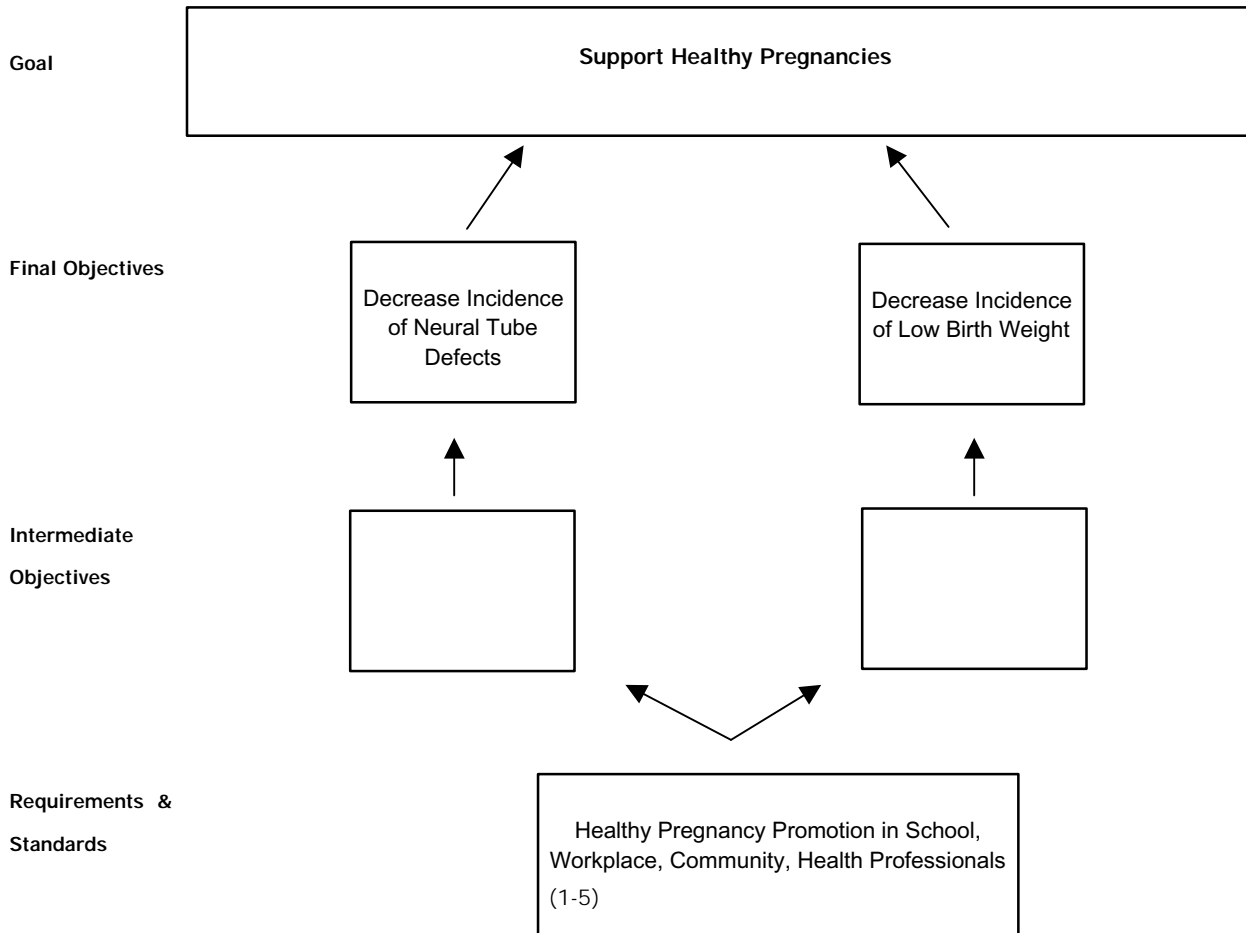 Goal
Support Healthy Pregnancies
Final Objectives
Decrease Incidence
of Neural Tube
Defects
Decrease Incidence
of Low Birth Weight
Intermediate
Objectives
Requirements &
Standards
Healthy Pregnancy Promotion in School,
Workplace, Community, Health Professionals
(1-5)